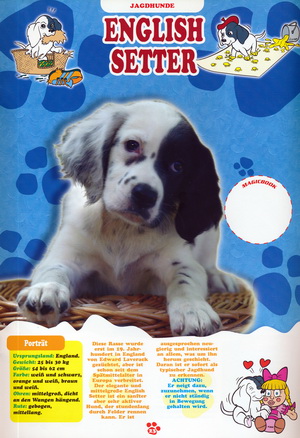 JAGDHUNDE
ENGLISH
SETTER
MAGICBOOK
Porträt
Ursprungsland: England.
Gewicht: 25 bis 30 kg
Größe: 54 bis 62 cm
Farbe: weiß und schwarz,
orange und weiß, braun
und weiß.
Ohren: mittelgroß, dicht
an den Wangen hängend.
Rute: gebogen,
mittellang.
Diese Rasse wurde
erst im 19. Jahr-
hundert in England
von Edward Laverack
gezüchtet, aber ist
schon seit dem
Mittelalter in
Europa verbreitet.
Der elegante und
mittelgroße English
Setter ist ein sanfter
aber sehr aktiver
Hund, der stundenlang
durch Felder rennen
kann. Er ist
ausgesprochen neu-
gierig und interessiert
an allem, was um ihn
herum geschieht.
Daran ist er sofort als
typischer Jagdhund
zu erkennen.
ACHTUNG:
Er neigt dazu,
zuzunehmen, wenn
er nicht ständig
in Bewegung
gehalten wird.